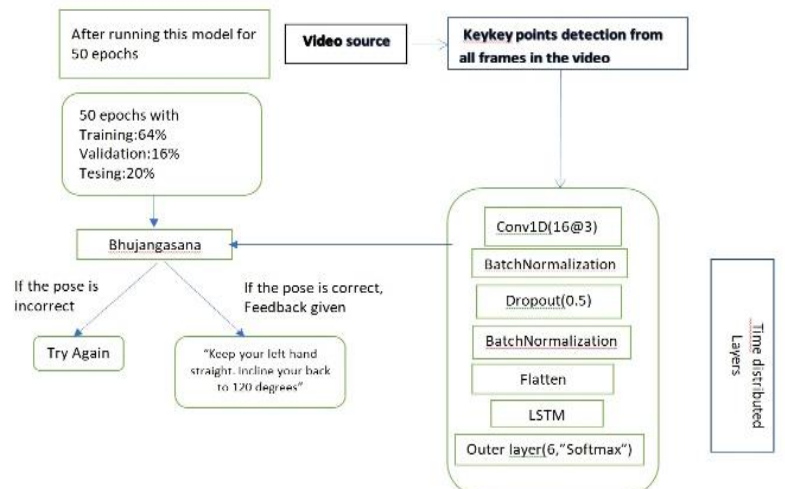 After running this model for
50 epochs
Video source
Keykey points detection from
all frames in the video
50 epochs with
Training:64%
Validation:16%
Tesing:20%
Bhujangasana
If the pose is
incorrect
If the pose is correct,
Feedback given
Try Again
"Keep your left hand
straight. Incline your back
to 120 degrees"
Conv1D(16@3)
BatchNormalization
Dropout(0.5)
BatchNormalization
Flatten
LSTM
Outer layer(6,"Softmax")
Time distributed
Layers